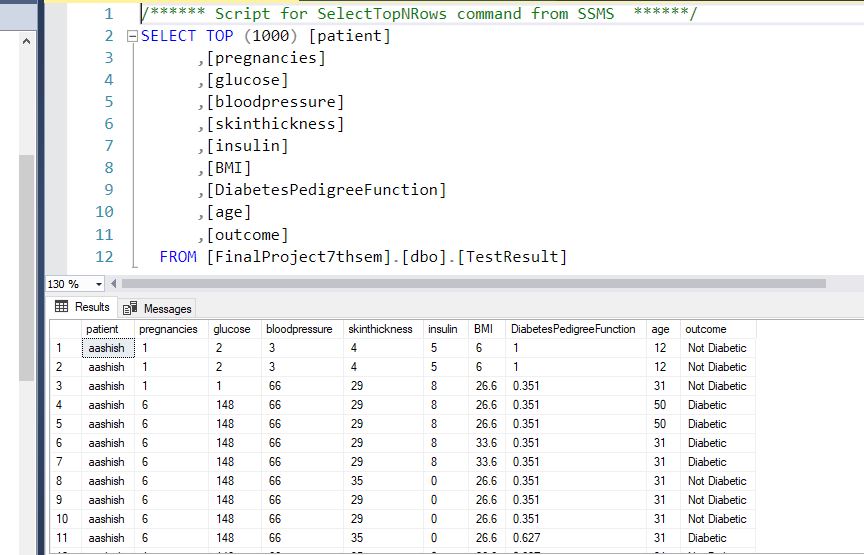 1 /****** Script for SelectTopNRows command from SSMS ******/
2 SELECT TOP (1000) [patient]
3 ,[pregnancies]
4 ,[glucose]
5 ,[bloodpressure]
6 ,[skinthickness]
7 ,[insulin]
8 ,[BMI]
9 ,[DiabetesPedigreeFunction]
10 ,[age]
11 ,[outcome]
12 FROM [FinalProject7thsem].[dbo].[TestResult]
130 %
Results Messages
patient pregnancies glucose bloodpressure skinthickness insulin BMI DiabetesPedigreeFunction age outcome
1 aashish 1 2 3 4 5 6 1 12 Not Diabetic
2 aashish 1 2 3 4 5 6 1 12 Not Diabetic
3 aashish 1 1 66 29 8 26.6 0.351 31 Not Diabetic
4 aashish 6 148 66 29 8 26.6 0.351 50 Diabetic
5 aashish 6 148 66 29 8 26.6 0.351 50 Diabetic
6 aashish 6 148 66 29 8 33.6 0.351 31 Diabetic
7 aashish 6 148 66 29 8 33.6 0.351 31 Diabetic
8 aashish 6 148 66 35 0 26.6 0.351 31 Not Diabetic
9 aashish 6 148 66 29 0 26.6 0.351 31 Not Diabetic
10 aashish 6 148 66 29 0 26.6 0.351 31 Not Diabetic
11 aashish 6 148 66 35 0 26.6 0.627 31 Diabetic